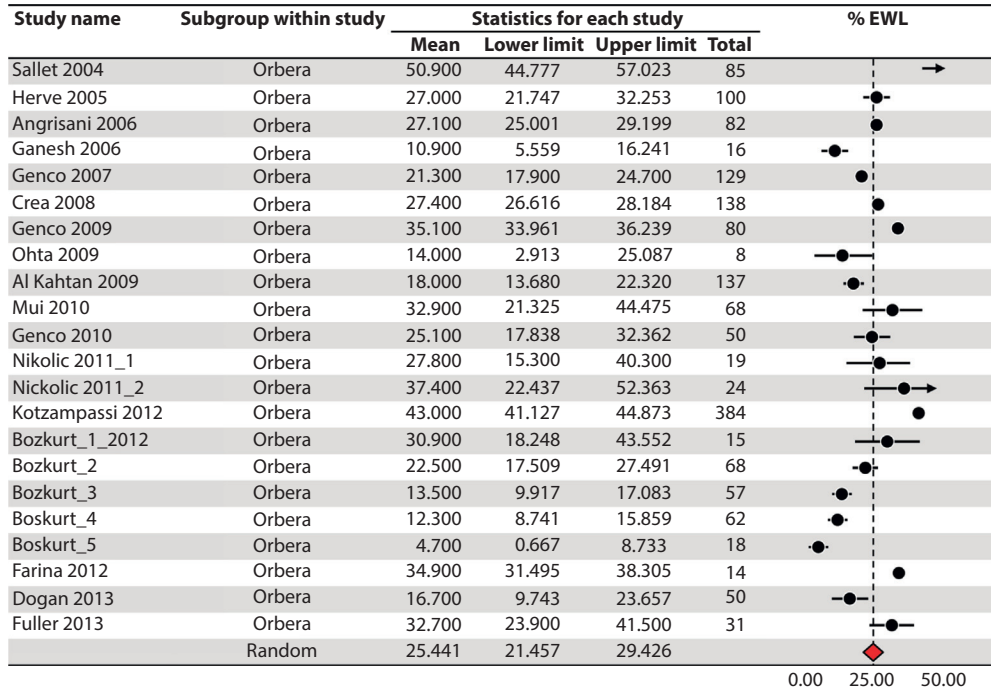 Study name Subgroup within study Statistics for each study % EWL
Mean Lower limit Upper limit Total
Sallet 2004 Orbera 50.900 44.777 57.023 85
Herve 2005 Orbera 27.000 21.747 32.253 100
Angrisani 2006 Orbera 27.100 25.001 29.199 82
Ganesh 2006 Orbera 10.900 5.559 16.241 16
Genco 2007 Orbera 21.300 17.900 24.700 129
Crea 2008 Orbera 27.400 26.616 28.184 138
Genco 2009 Orbera 35.100 33.961 36.239 80
Ohta 2009 Orbera 14.000 2.913 25.087 8
Al Kahtan 2009 Orbera 18.000 13.680 22.320 137
Mui 2010 Orbera 32.900 21.325 44.475 68
Genco 2010 Orbera 25.100 17.838 32.362 50
Nikolic 2011_1 Orbera 27.800 15.300 40.300 19
Nickolic 2011_2 Orbera 37.400 22.437 52.363 24
Kotzampassi 2012 Orbera 43.000 41.127 44.873 384
Bozkurt_1_2012 Orbera 30.900 18.248 43.552 15
Bozkurt_2 Orbera 22.500 17.509 27.491 68
Bozkurt_3 Orbera 13.500 9.917 17.083 57
Boskurt_4 Orbera 12.300 8.741 15.859 62
Boskurt_5 Orbera 4.700 0.667 8.733 18
Farina 2012 Orbera 34.900 31.495 38.305 14
Dogan 2013 Orbera 16.700 9.743 23.657 50
Fuller 2013 Orbera 32.700 23.900 41.500 31
Random 25.441 21.457 29.426
0.00 25.00 50.00